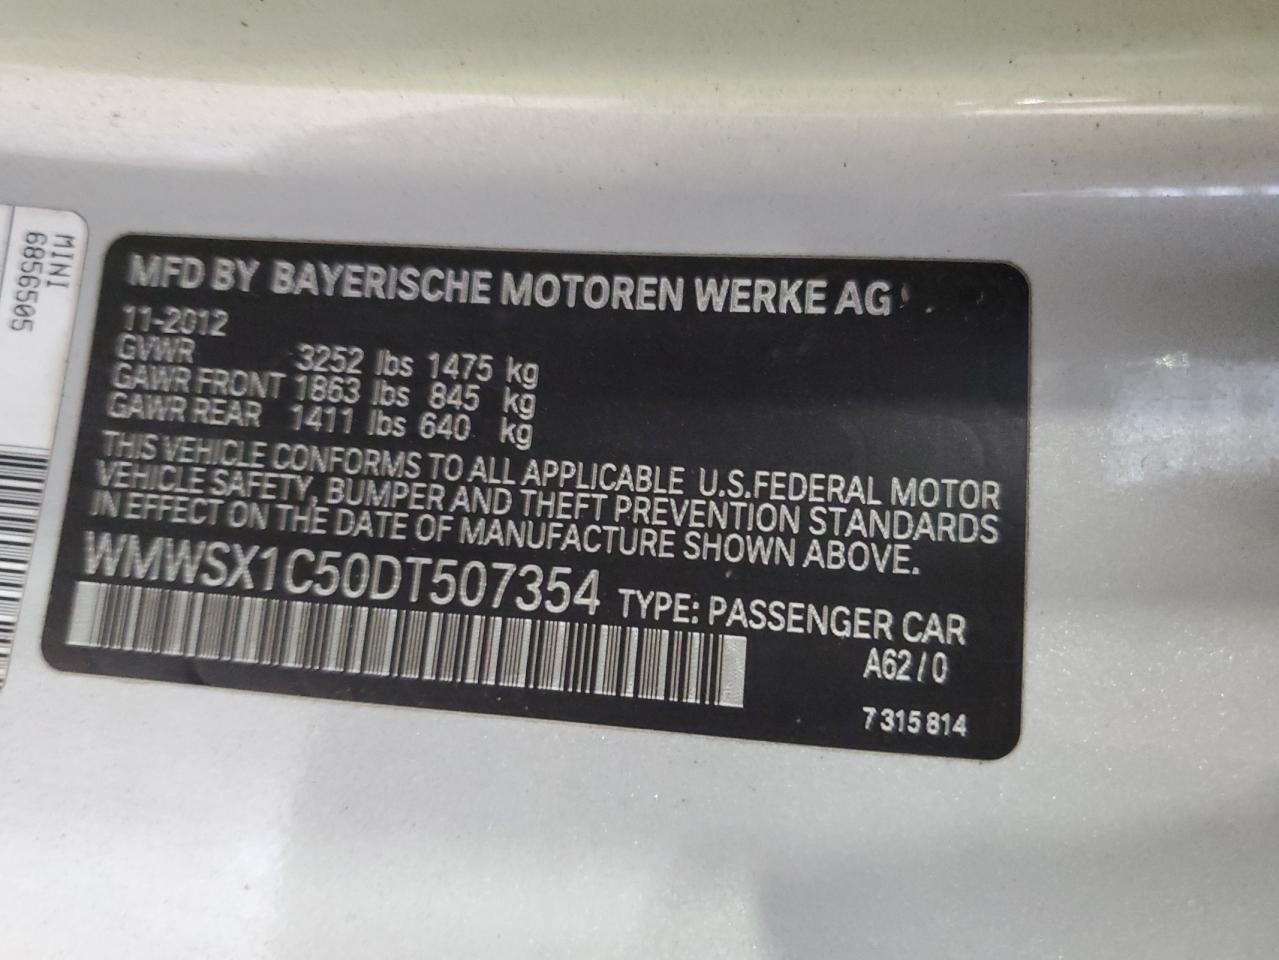 MINI
6856505
MFD BY BAYERISCHE MOTOREN WERKE AG
11-2012
GVWR 3252 lbs 1475 kg
GAWR FRONT 1863 lbs 845 kg
GAWR REAR 1411 lbs 640 kg
THIS VEHICLE CONFORMS TO ALL APPLICABLE U.S.FEDERAL MOTOR
VEHICLE SAFETY, BUMPER AND THEFT PREVENTION STANDARDS
IN EFFECT ON THE DATE OF MANUFACTURE SHOWN ABOVE.
WMWSX1C50DT507354 TYPE: PASSENGER CAR
A62/0
7 315 814